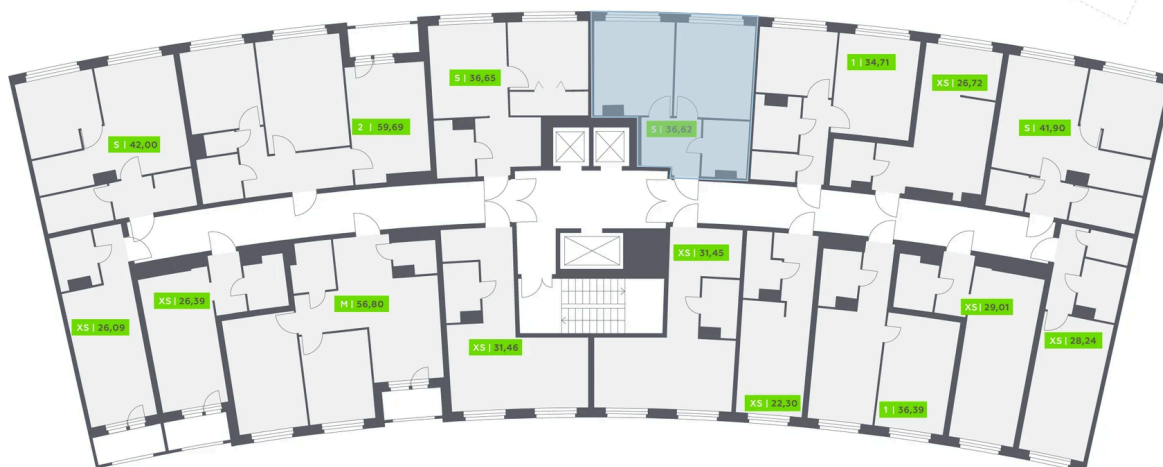 S | 36,65
1 | 34,71
XS | 26,72
2 | 59,69
S | 36,62
S | 41,90
S | 42,00
XS | 31,45
XS | 26,39
M | 56,80
XS | 29,01
XS | 26,09
XS | 31,46
XS | 28,24
XS | 22,30
1 | 36,39